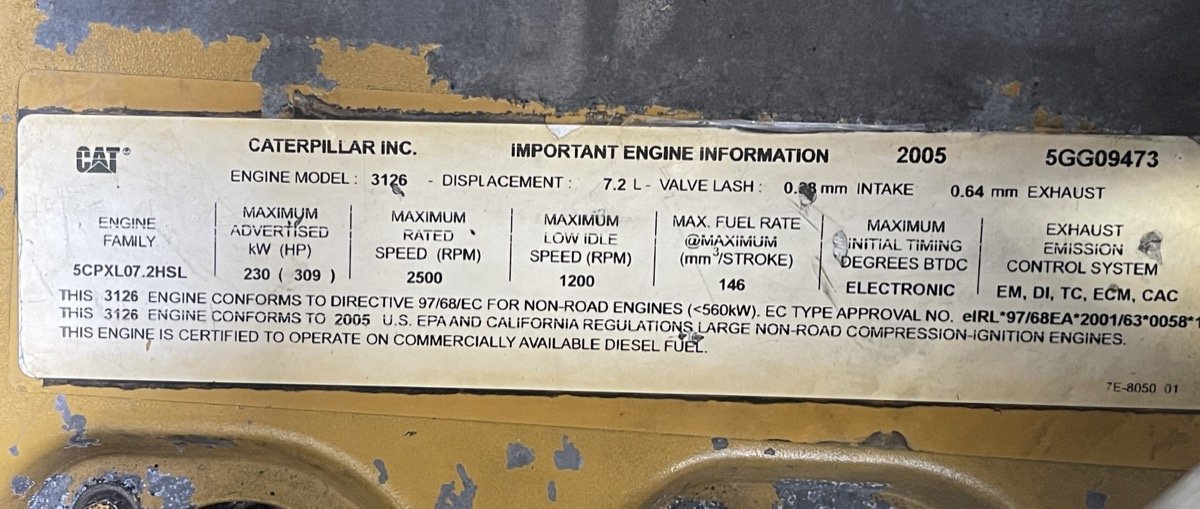 CAT CATERPILLAR INC. IMPORTANT ENGINE INFORMATION 2005 5GG09473
ENGINE MODEL : 3126 - DISPLACEMENT : 7.2 L - VALVE LASH : mm INTAKE 0.64 mm EXHAUST
ENGINE FAMILY
5CPXL07.2HSL
MAXIMUM ADVERTISED kW (HP)
230 ( 309 )
MAXIMUM RATED SPEED (RPM)
2500
MAXIMUM LOW IDLE SPEED (RPM)
1200
MAX. FUEL RATE @MAXIMUM (mm³/STROKE)
146
MAXIMUM INITIAL TIMING DEGREES BTDC
ELECTRONIC
EXHAUST EMISSION CONTROL SYSTEM
EM, DI, TC, ECM, CAC
THIS 3126 ENGINE CONFORMS TO DIRECTIVE 97/68/EC FOR NON-ROAD ENGINES (<560kW). EC TYPE APPROVAL NO. eIRL*97/68EA*2001/63*0058*1
THIS 3126 ENGINE CONFORMS TO 2005 U.S. EPA AND CALIFORNIA REGULATIONS LARGE NON-ROAD COMPRESSION-IGNITION ENGINES.
THIS ENGINE IS CERTIFIED TO OPERATE ON COMMERCIALLY AVAILABLE DIESEL FUEL.
7E-8050 01